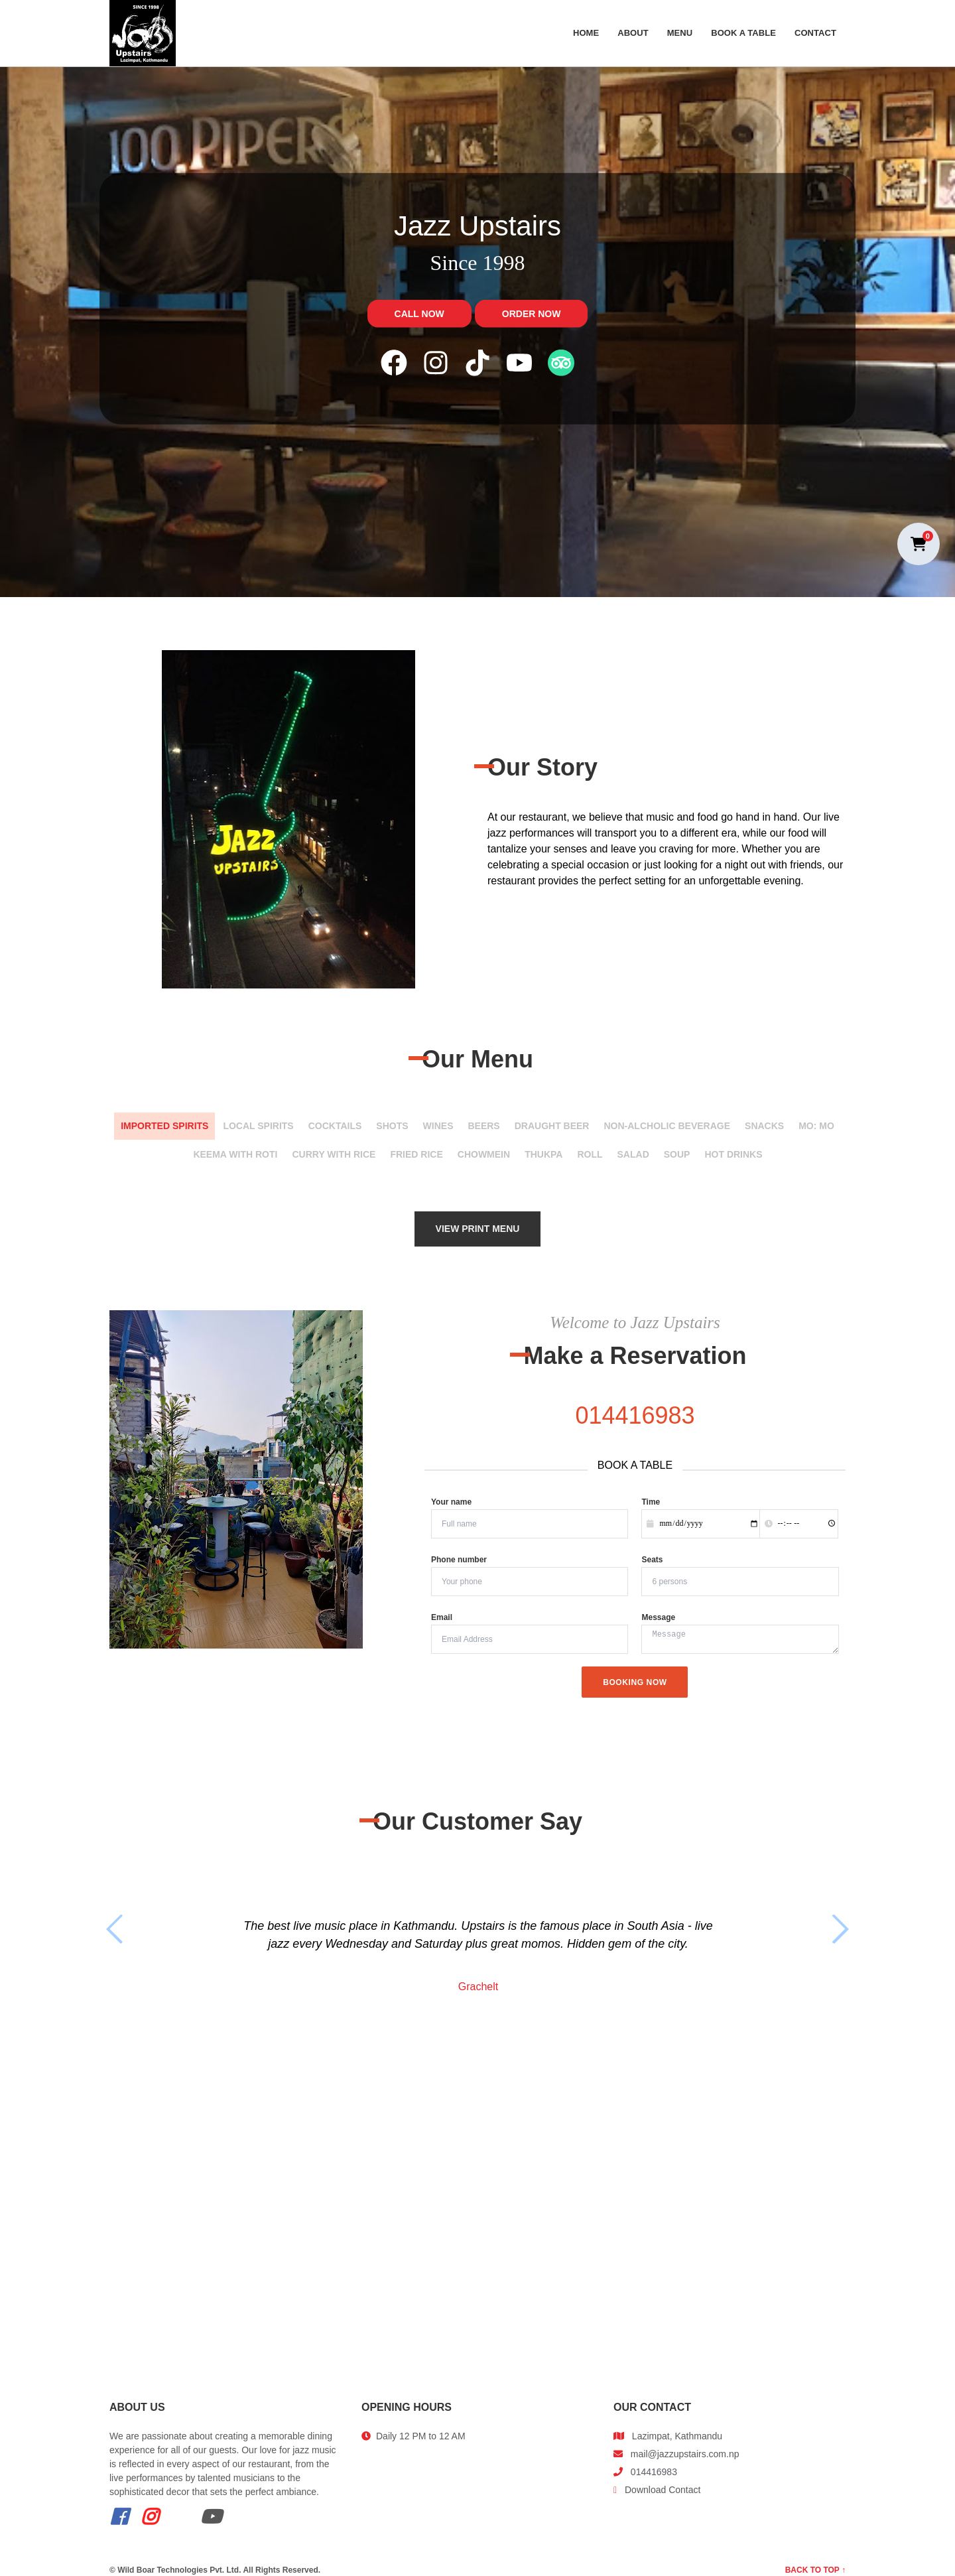 SINCE 1998
Upstairs
Lazimpat, Kathmandu
HOME ABOUT MENU BOOK A TABLE CONTACT
100 PIPER
Jazz Upstairs
Since 1998
CALL NOW ORDER NOW
0
JAZZ
UPSTAIRS
Our Story
At our restaurant, we believe that music and food go hand in hand. Our live
jazz performances will transport you to a different era, while our food will
tantalize your senses and leave you craving for more. Whether you are
celebrating a special occasion or just looking for a night out with friends, our
restaurant provides the perfect setting for an unforgettable evening.
Our Menu
IMPORTED SPIRITS LOCAL SPIRITS COCKTAILS SHOTS WINES BEERS DRAUGHT BEER NON-ALCHOLIC BEVERAGE SNACKS MO: MO
KEEMA WITH ROTI CURRY WITH RICE FRIED RICE CHOWMEIN THUKPA ROLL SALAD SOUP HOT DRINKS
VIEW PRINT MENU
Welcome to Jazz Upstairs
Make a Reservation
014416983
BOOK A TABLE
Your name Time
Full name mm/dd/yyyy --:-- --
Phone number Seats
Your phone 6 persons
Email Message
Email Address Message
BOOKING NOW
Our Customer Say
The best live music place in Kathmandu. Upstairs is the famous place in South Asia - live
jazz every Wednesday and Saturday plus great momos. Hidden gem of the city.
Grachelt
ABOUT US
We are passionate about creating a memorable dining
experience for all of our guests. Our love for jazz music
is reflected in every aspect of our restaurant, from the
live performances by talented musicians to the
sophisticated decor that sets the perfect ambiance.
OPENING HOURS
Daily 12 PM to 12 AM
OUR CONTACT
Lazimpat, Kathmandu
mail@jazzupstairs.com.np
014416983
Download Contact
© Wild Boar Technologies Pvt. Ltd. All Rights Reserved.
BACK TO TOP ↑